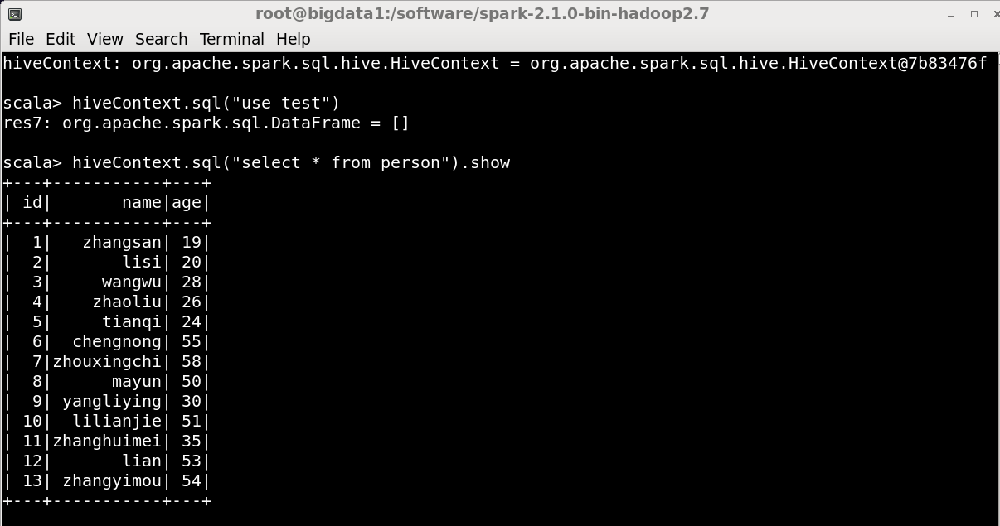 root@bigdata1:/software/spark-2.1.0-bin-hadoop2.7
File Edit View Search Terminal Help
hiveContext: org.apache.spark.sql.hive.HiveContext = org.apache.spark.sql.hive.HiveContext@7b83476f
scala> hiveContext.sql("use test")
res7: org.apache.spark.sql.DataFrame = []
scala> hiveContext.sql("select * from person").show
+---+-----------+---+
| id|       name|age|
+---+-----------+---+
|  1|   zhangsan| 19|
|  2|       lisi| 20|
|  3|     wangwu| 28|
|  4|    zhaoliu| 26|
|  5|     tianqi| 24|
|  6|  chengnong| 55|
|  7|zhouxingchi| 58|
|  8|      mayun| 50|
|  9| yangliying| 30|
| 10|  lilianjie| 51|
| 11|zhanghuimei| 35|
| 12|       lian| 53|
| 13| zhangyimou| 54|
+---+-----------+---+